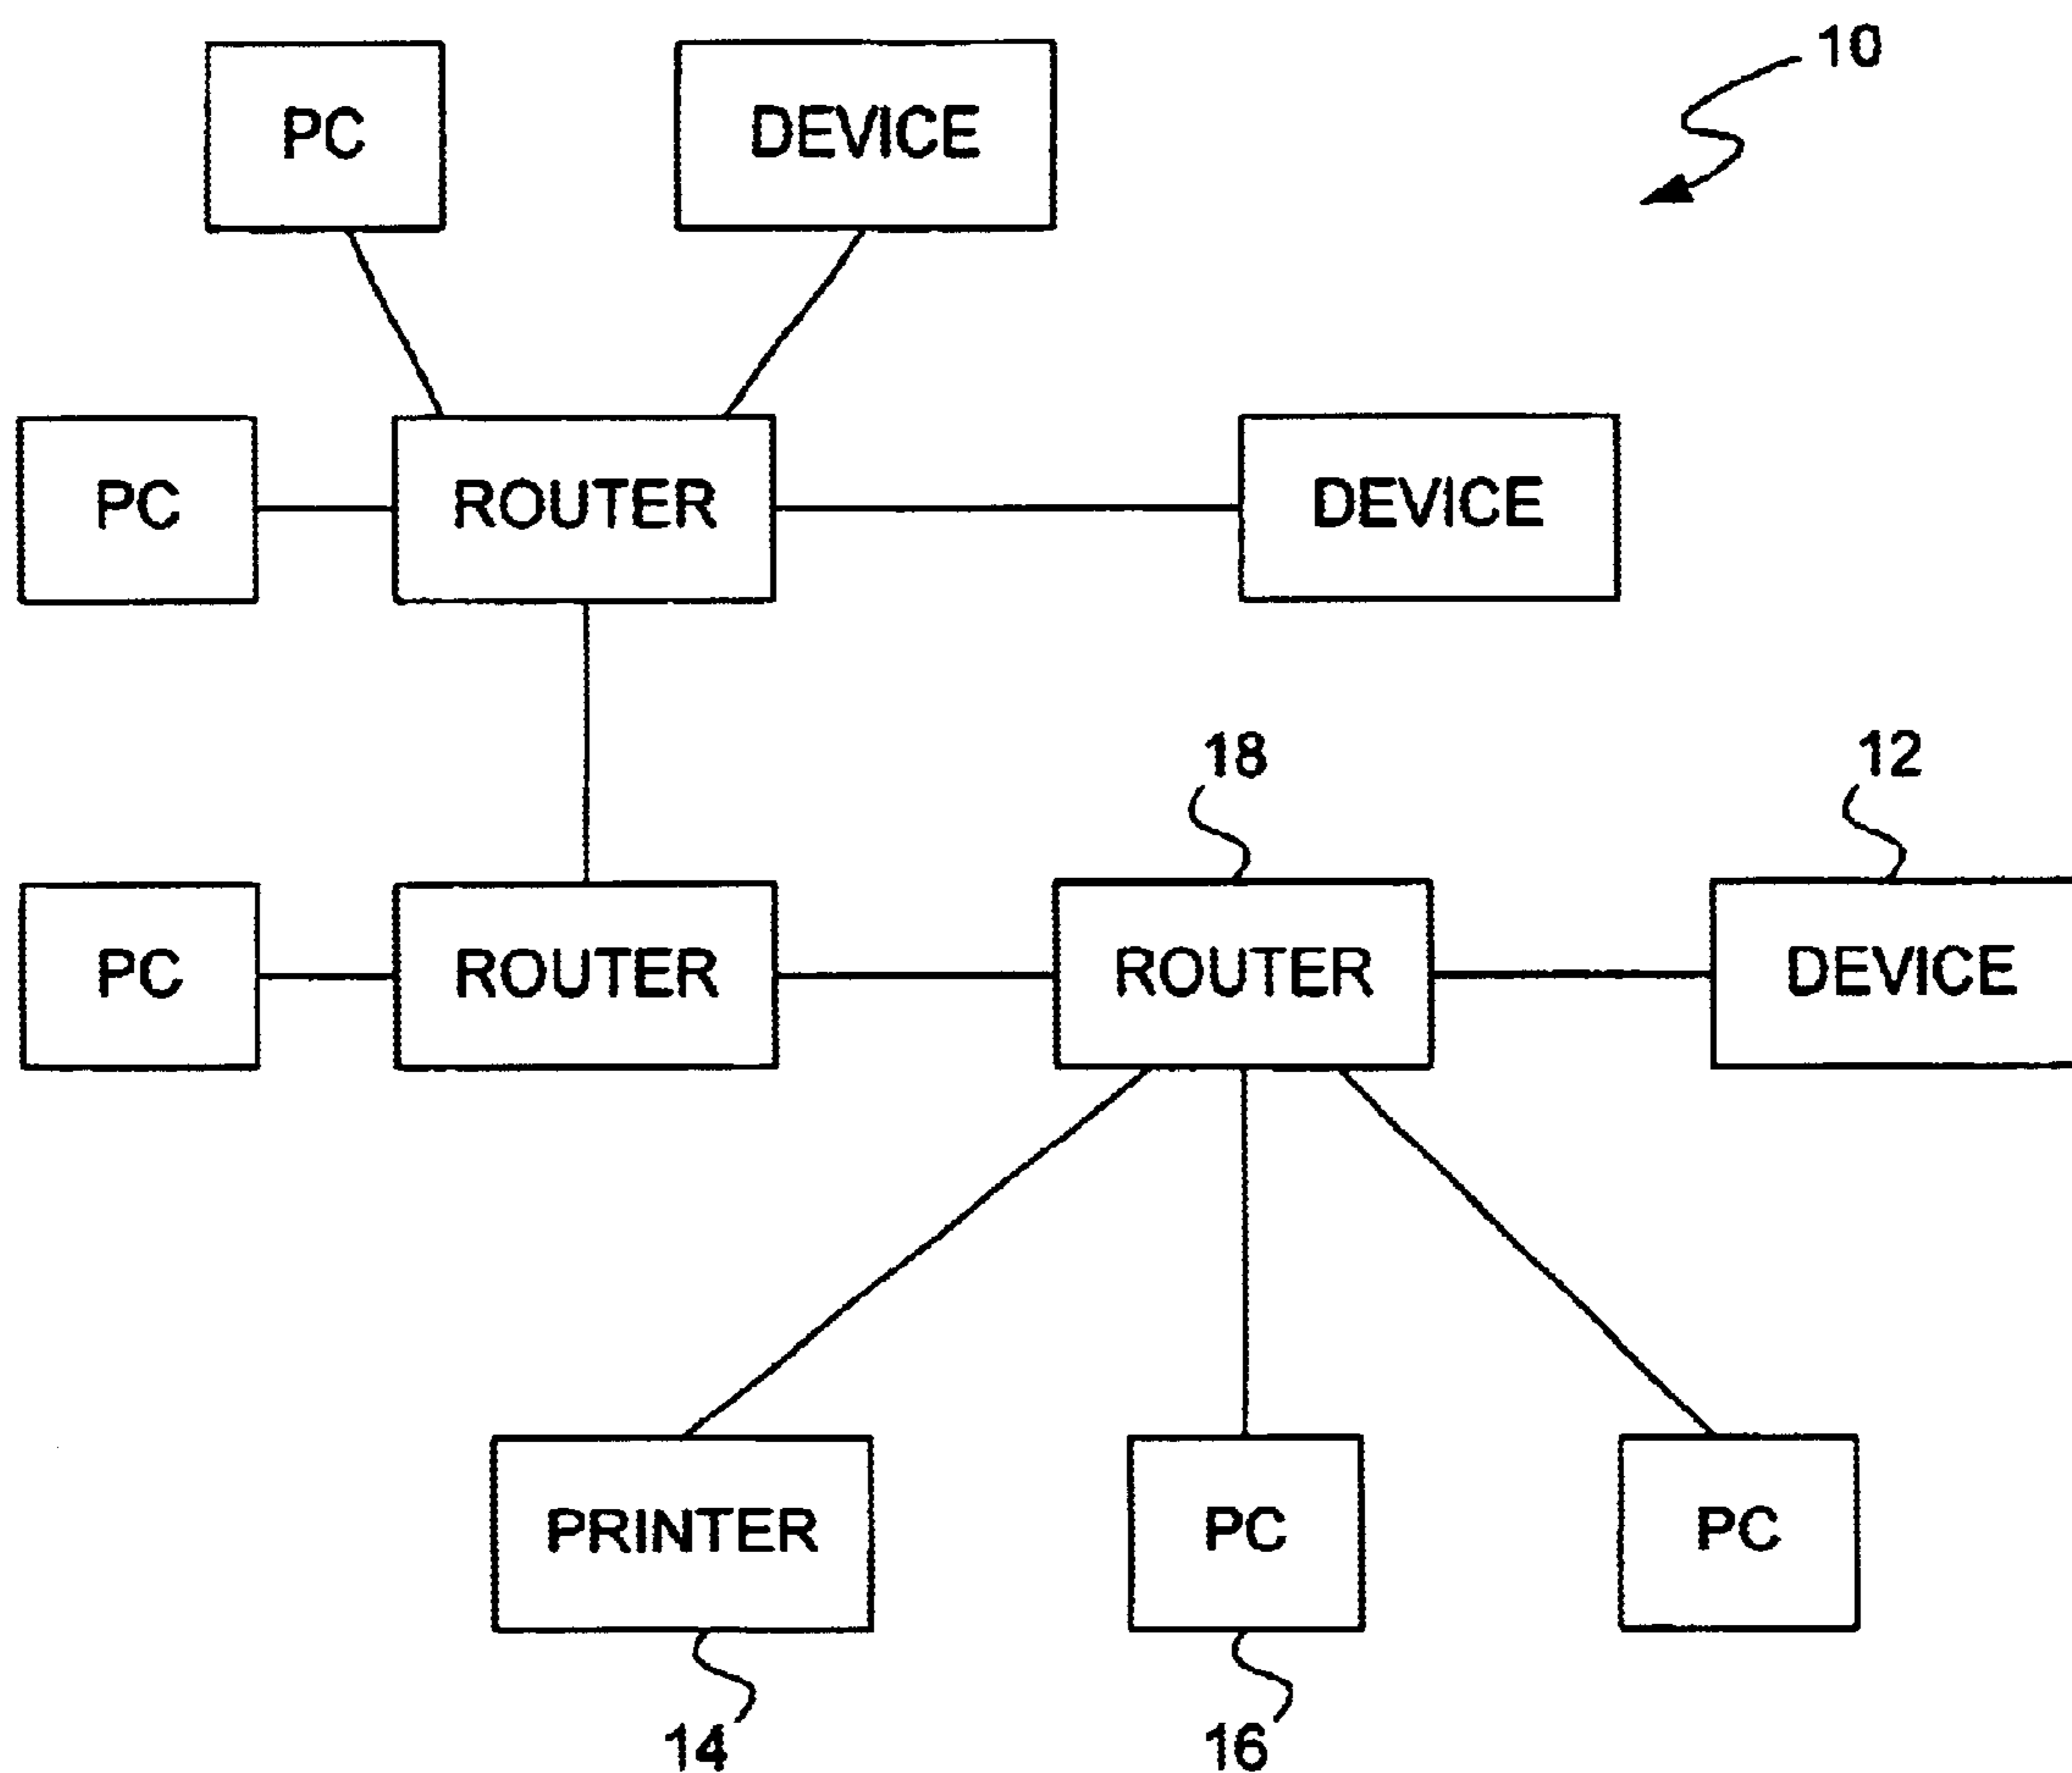 10
PC
DEVICE
PC
ROUTER
DEVICE
18
12
PC
ROUTER
ROUTER
DEVICE
PRINTER
PC
PC
14
16